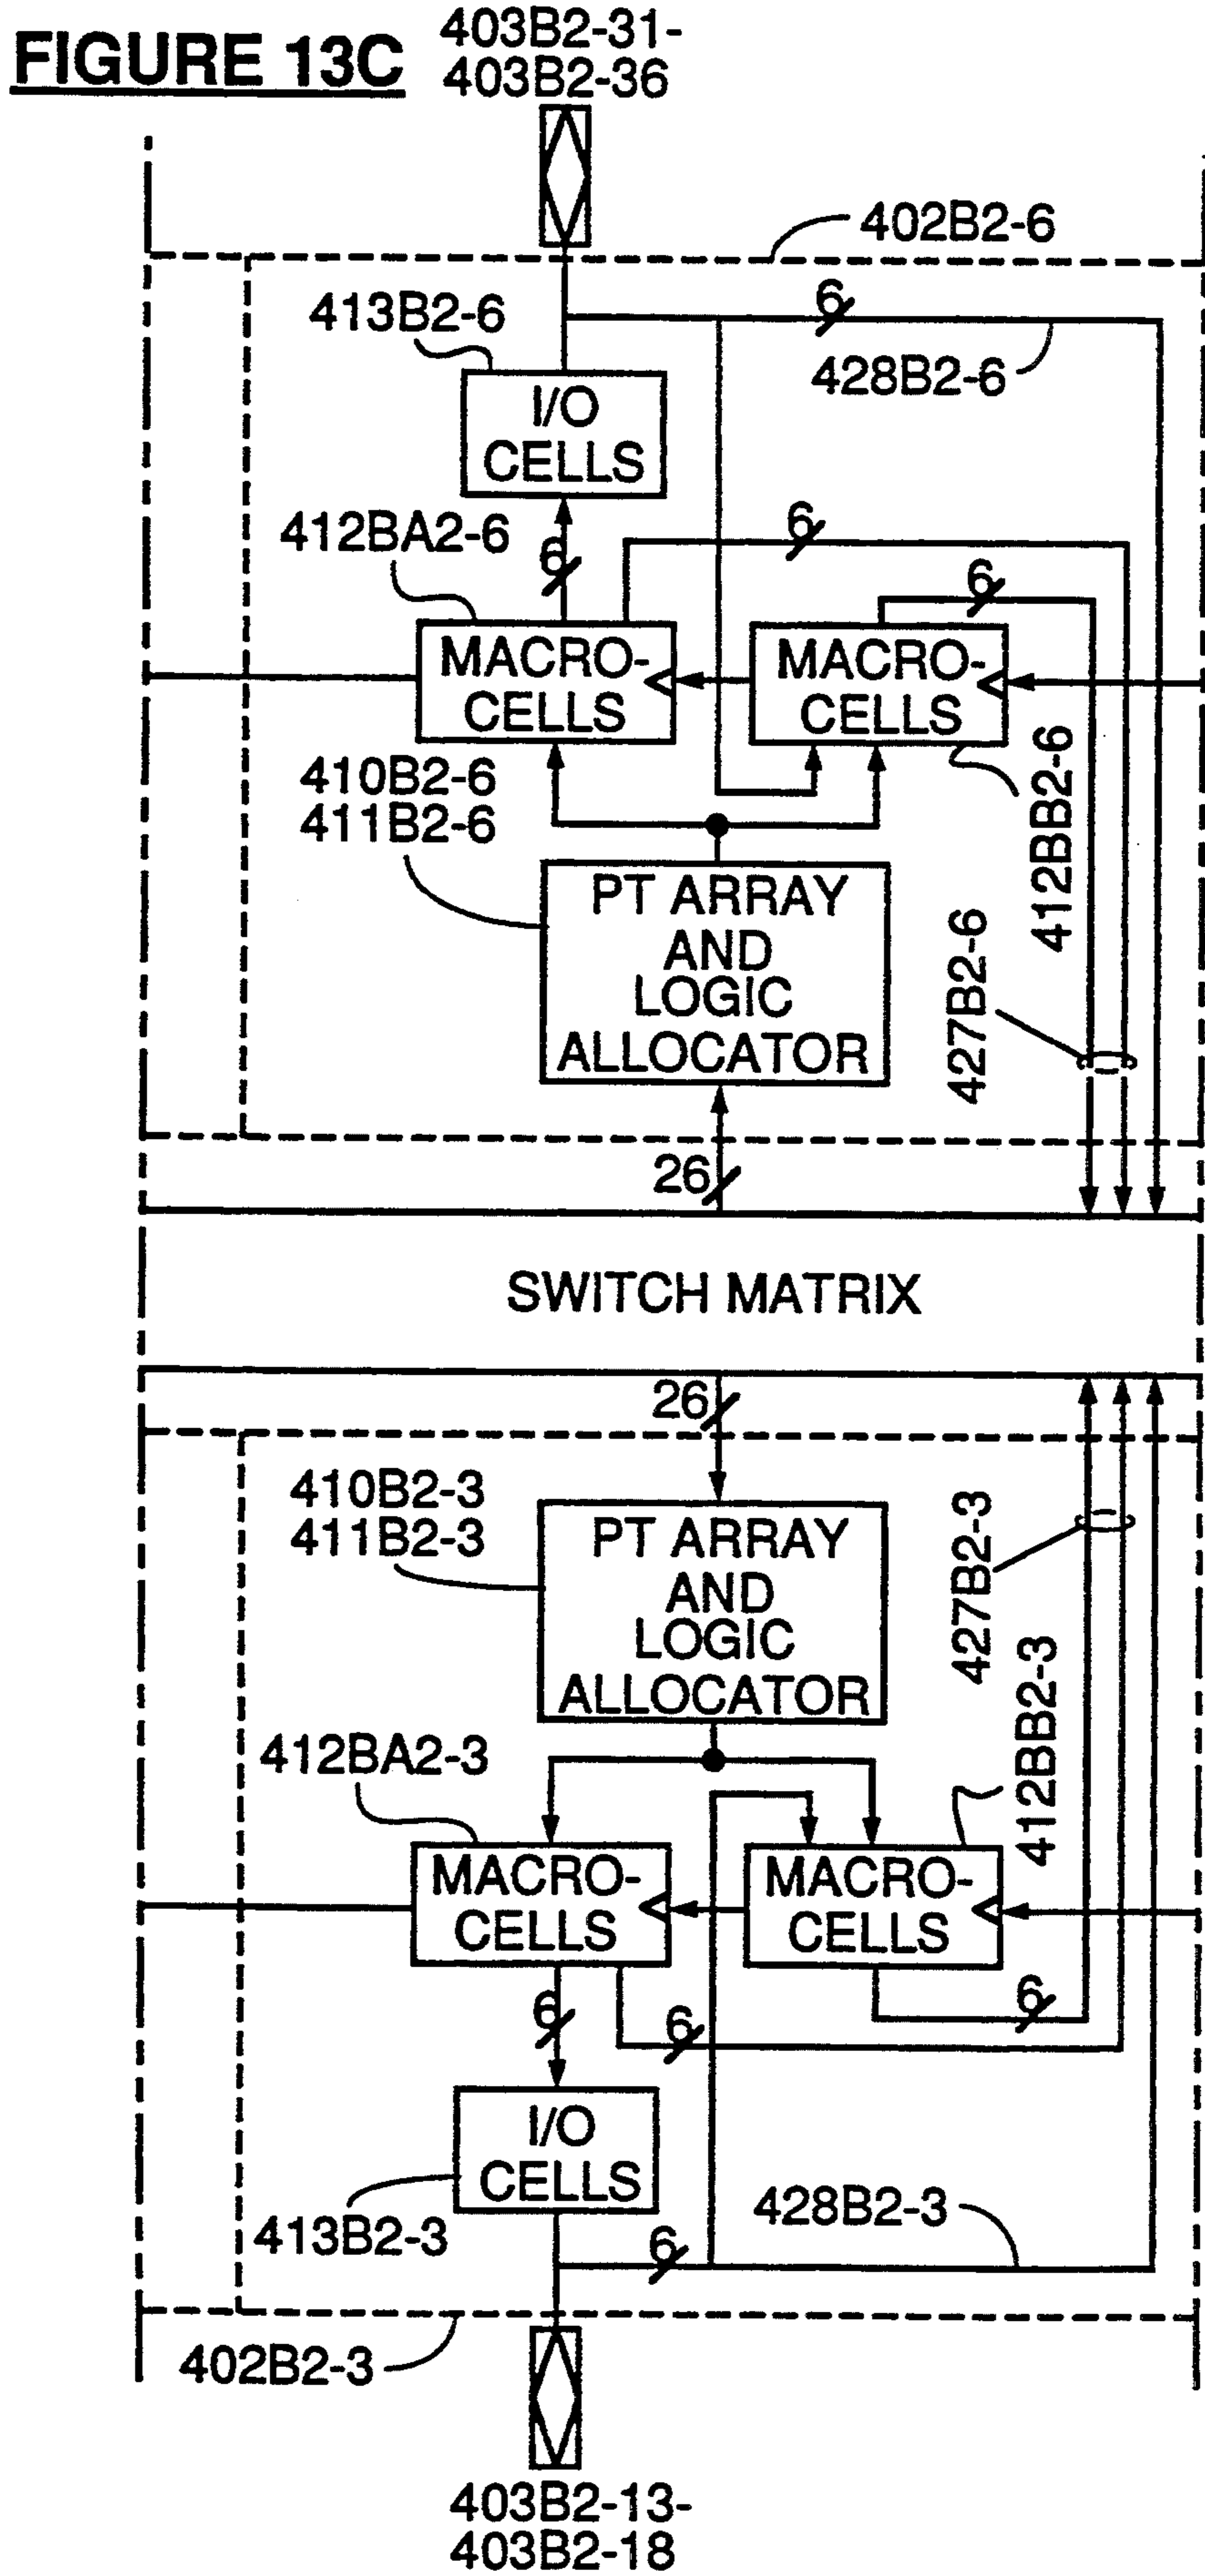 FIGURE 13C
403B2-31-
403B2-36
402B2-6
6
413B2-6
428B2-6
I/O
CELLS
412BA2-6
6
6
6
MACRO-
CELLS
MACRO-
CELLS
410B2-6
411B2-6
412BB2-6
PT ARRAY
AND
LOGIC
ALLOCATOR
427B2-6
26
SWITCH MATRIX
26
410B2-3
411B2-3
PT ARRAY
AND
LOGIC
ALLOCATOR
427B2-3
412BA2-3
412BB2-3
MACRO-
CELLS
MACRO-
CELLS
6
6
6
I/O
CELLS
413B2-3
428B2-3
6
402B2-3
403B2-13-
403B2-18